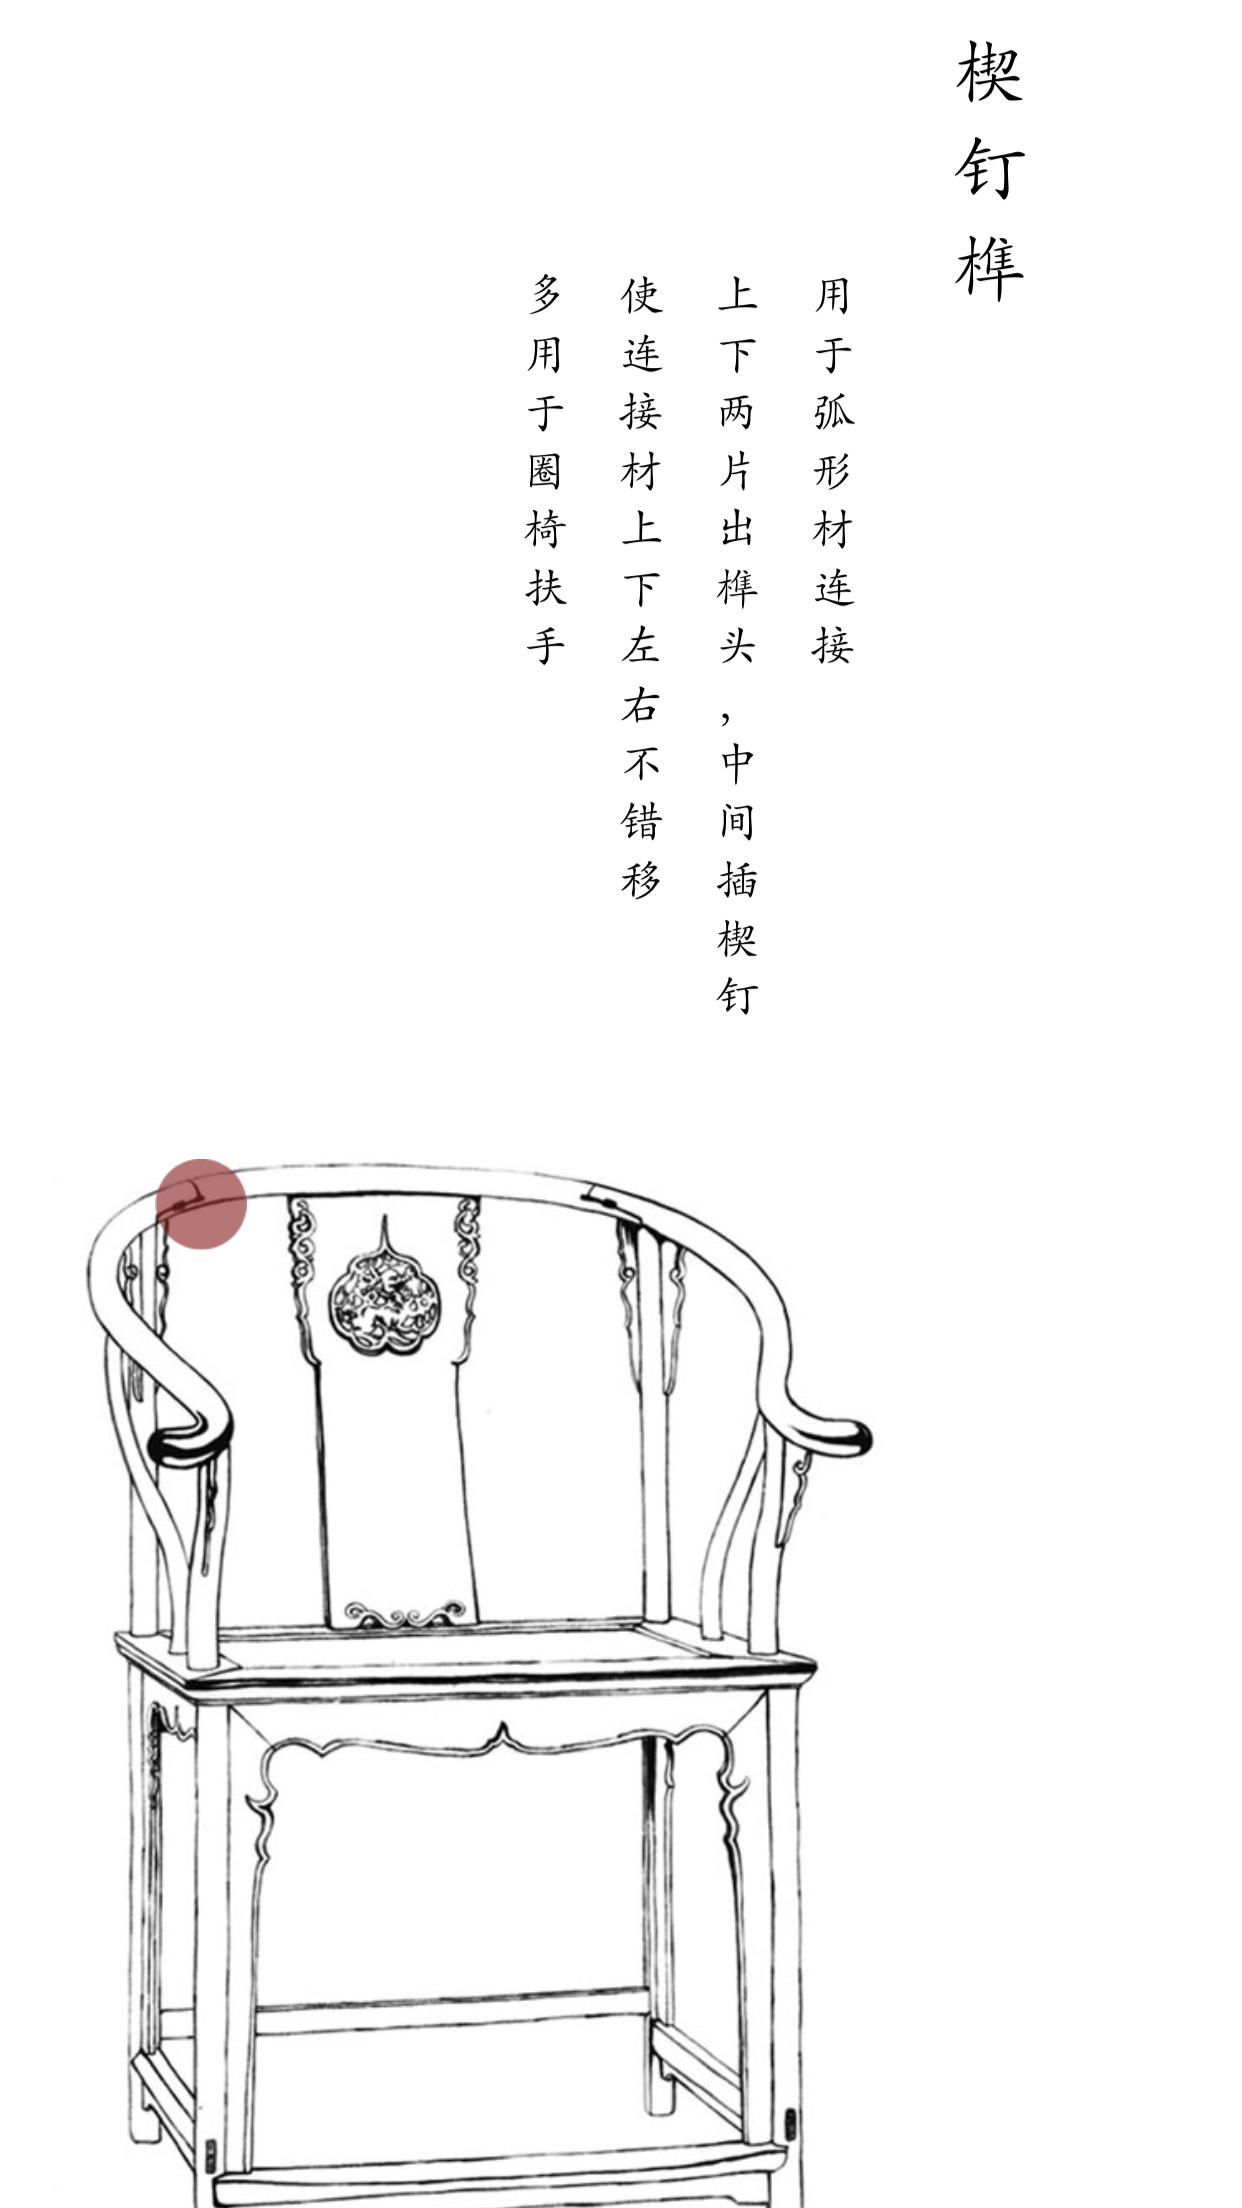 楔钉榫
用于弧形材连接
上下两片出榫头，中间插楔钉
使连接材上下左右不错移
多用于圈椅扶手